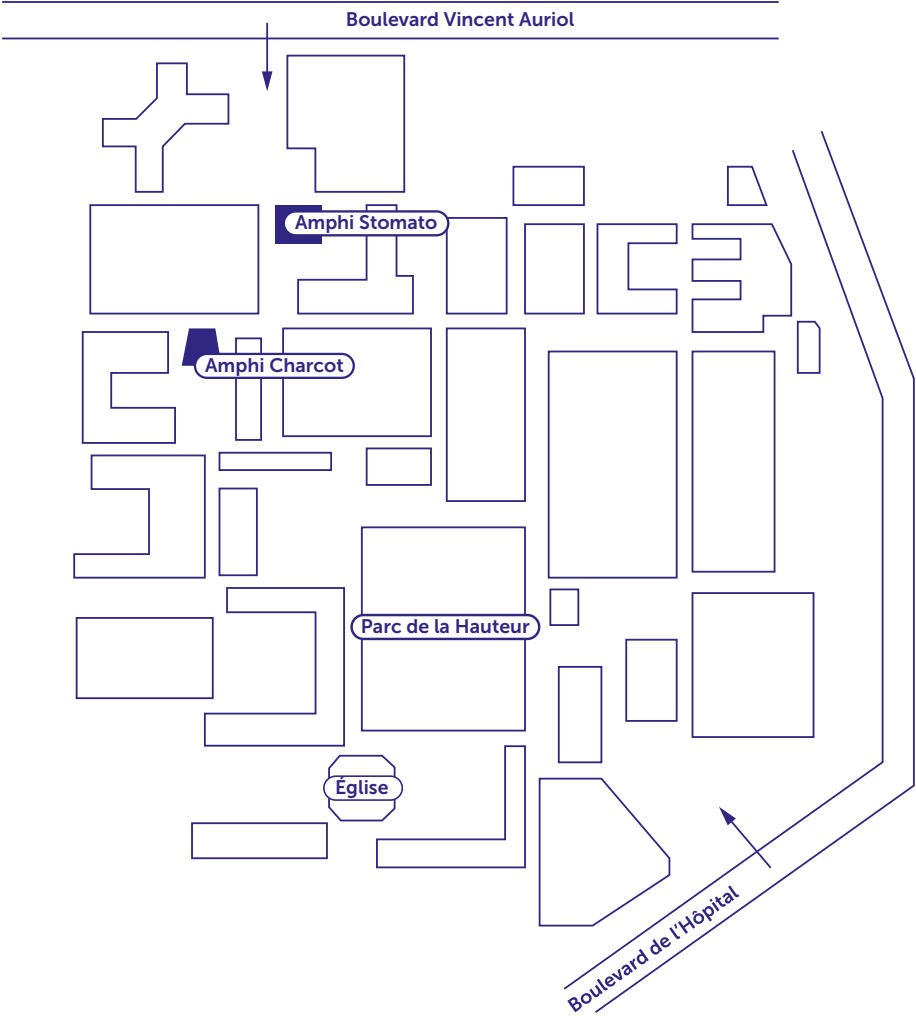 Boulevard Vincent Auriol
Amphi Stomato
Amphi Charcot
Parc de la Hauteur
Église
Boulevard de l'Hôpital